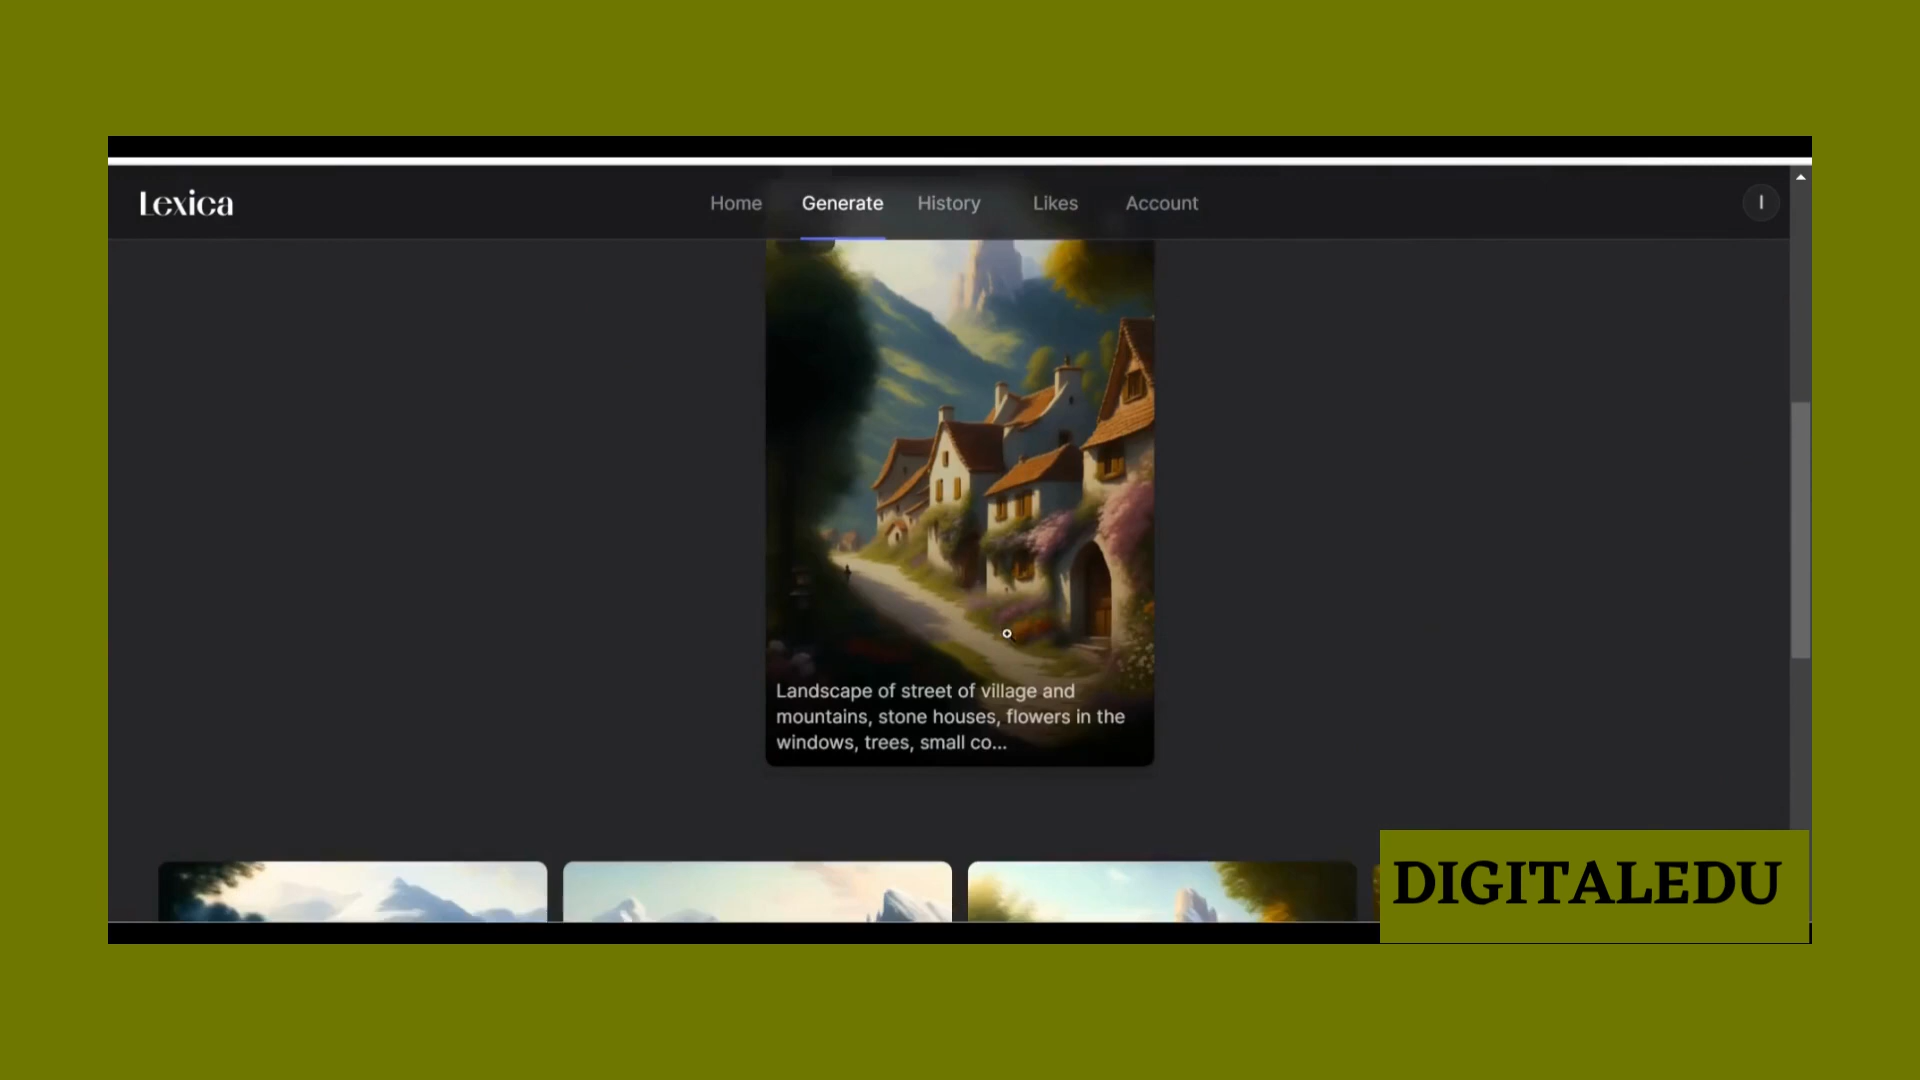 Lexica
Home Generate History Likes Account
I
Landscape of street of village and
mountains, stone houses, flowers in the
windows, trees, small co...
DIGITALEDU